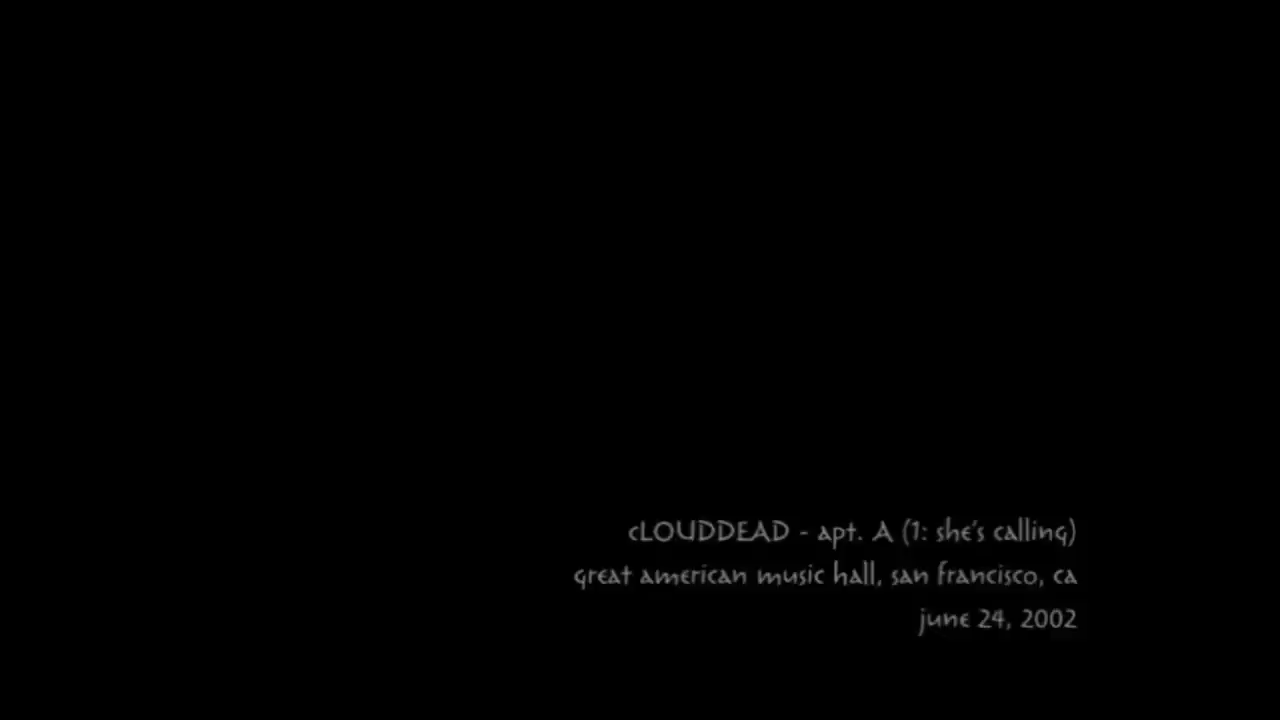 cLOUDDEAD - apt. A (1: she's calling)
great american music hall, san francisco, ca
june 24, 2002